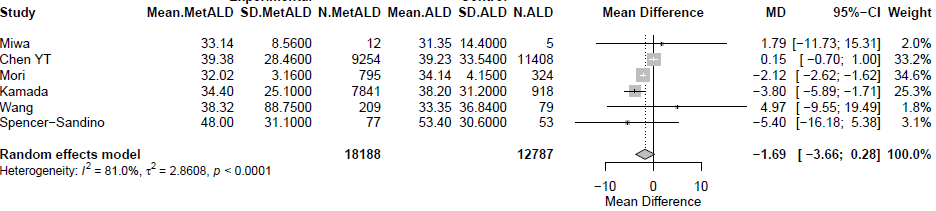 Study Mean.MetALD SD.MetALD N.MetALD Mean.ALD SD.ALD N.ALD Mean Difference MD 95%−CI Weight
Miwa 33.14 8.5600 12 31.35 14.4000 5 1.79 [−11.73; 15.31] 2.0%
Chen YT 39.38 28.4600 9254 39.23 33.5400 11408 0.15 [ −0.70; 1.00] 33.2%
Mori 32.02 3.1600 795 34.14 4.1500 324 −2.12 [ −2.62; −1.62] 34.6%
Kamada 34.40 25.1000 7841 38.20 31.2000 918 −3.80 [ −5.89; −1.71] 25.3%
Wang 38.32 88.7500 209 33.35 36.8400 79 4.97 [ −9.55; 19.49] 1.8%
Spencer−Sandino 48.00 31.1000 77 53.40 30.6000 53 −5.40 [−16.18; 5.38] 3.1%
Random effects model 18188 12787 −1.69 [ −3.66; 0.28] 100.0%
Heterogeneity: I² = 81.0%, τ² = 2.8608, p < 0.0001
−10 0 10
Mean Difference